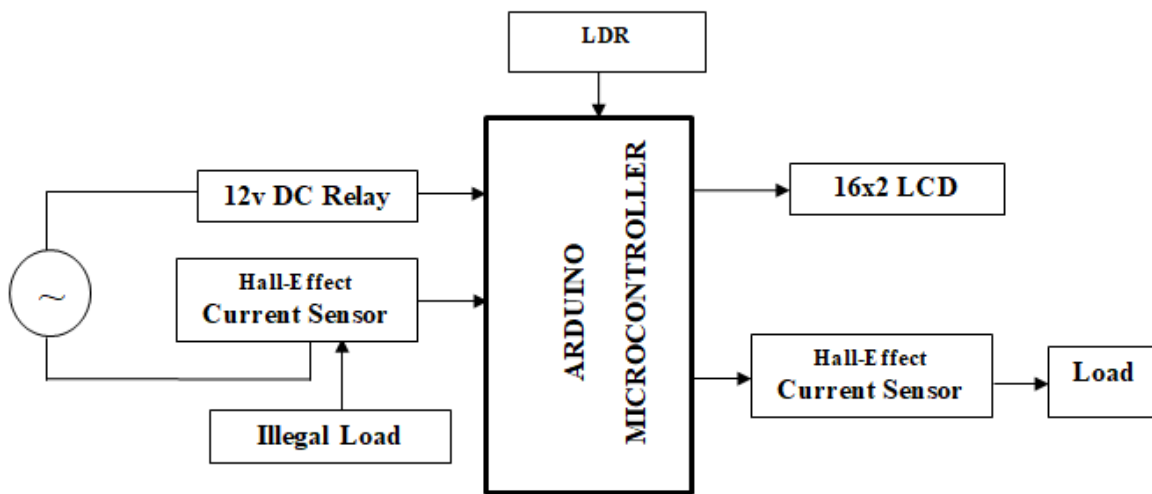 LDR
12v DC Relay
16x2 LCD
Hall-Effect
Current Sensor
ARDUINO
MICROCONTROLLER
~
Hall-Effect
Current Sensor
Load
Illegal Load